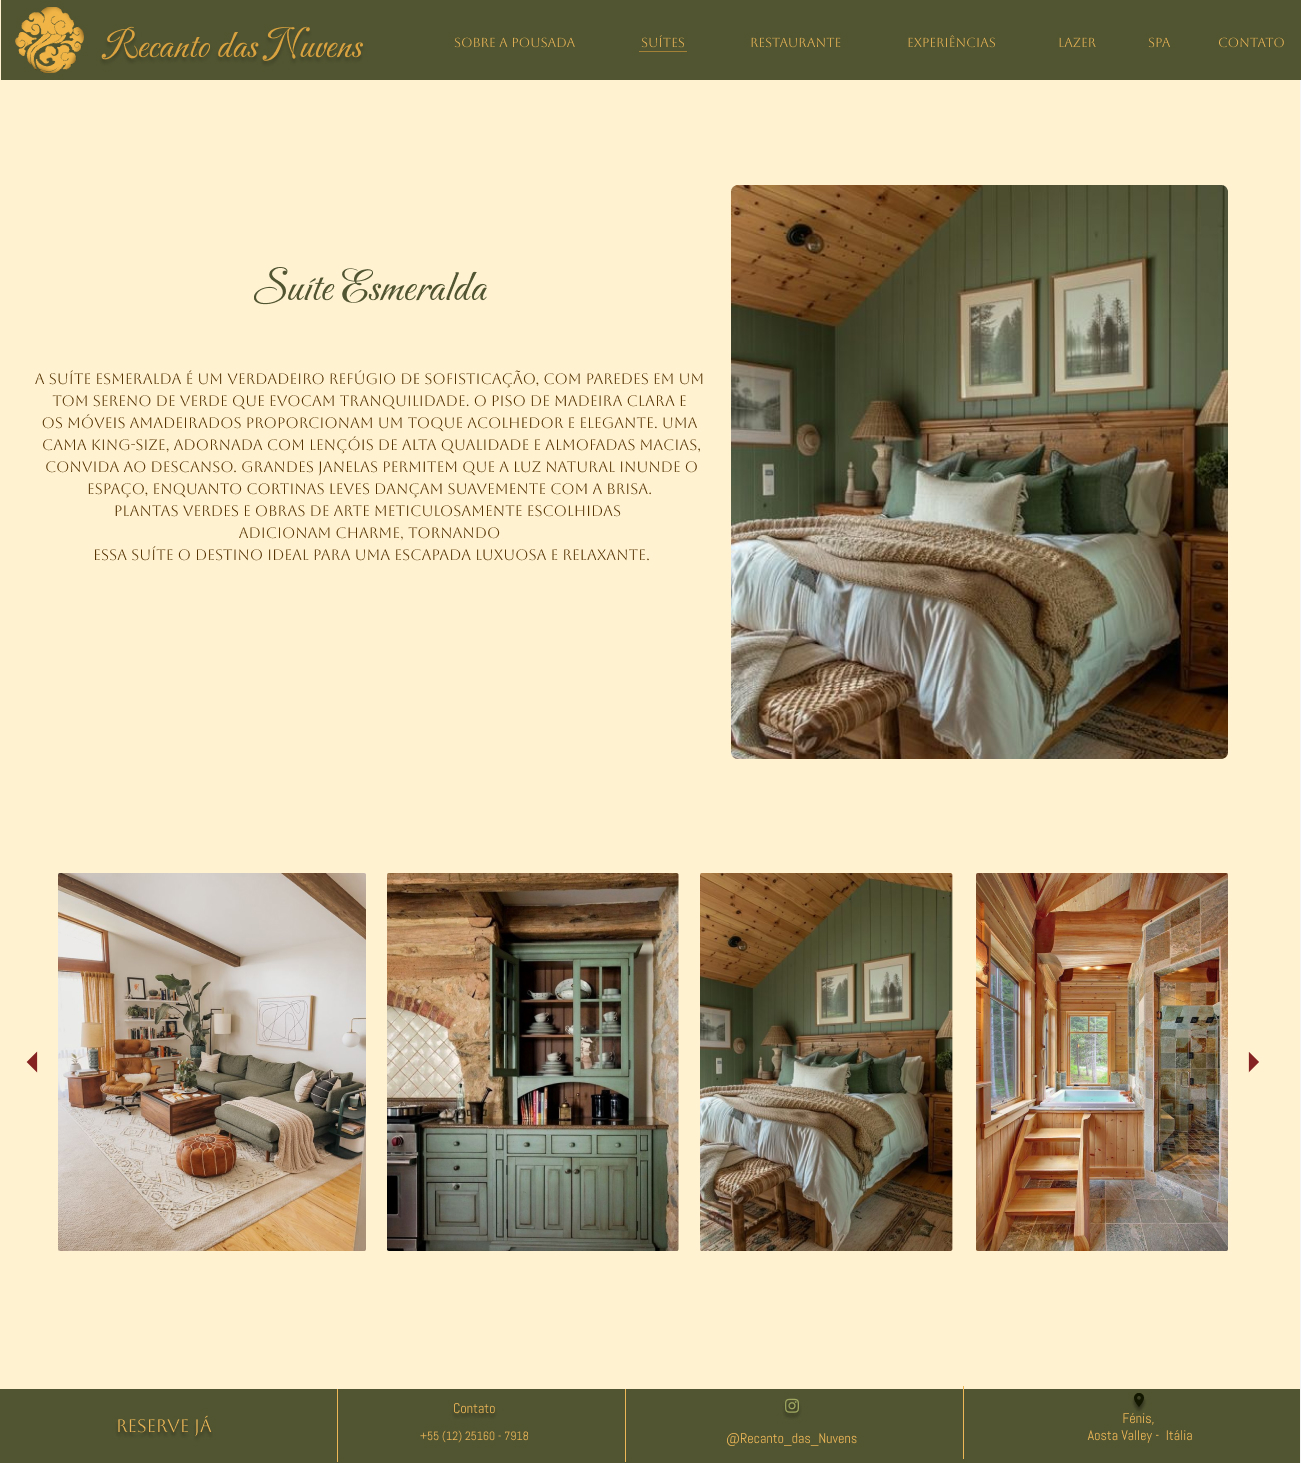 Recanto das Nuvens
SOBRE A POUSADA
SUÍTES
RESTAURANTE
EXPERIÊNCIAS
LAZER
SPA
CONTATO
Suíte Esmeralda
A SUÍTE ESMERALDA É UM VERDADEIRO REFÚGIO DE SOFISTICAÇÃO, COM PAREDES EM UM
TOM SERENO DE VERDE QUE EVOCAM TRANQUILIDADE. O PISO DE MADEIRA CLARA E
OS MÓVEIS AMADEIRADOS PROPORCIONAM UM TOQUE ACOLHEDOR E ELEGANTE. UMA
CAMA KING-SIZE, ADORNADA COM LENÇÓIS DE ALTA QUALIDADE E ALMOFADAS MACIAS,
CONVIDA AO DESCANSO. GRANDES JANELAS PERMITEM QUE A LUZ NATURAL INUNDE O
ESPAÇO, ENQUANTO CORTINAS LEVES DANÇAM SUAVEMENTE COM A BRISA.
PLANTAS VERDES E OBRAS DE ARTE METICULOSAMENTE ESCOLHIDAS
ADICIONAM CHARME, TORNANDO
ESSA SUÍTE O DESTINO IDEAL PARA UMA ESCAPADA LUXUOSA E RELAXANTE.
RESERVE JÁ
Contato
+55 (12) 25160 - 7918
@Recanto_das_Nuvens
Fénis,
Aosta Valley - Itália